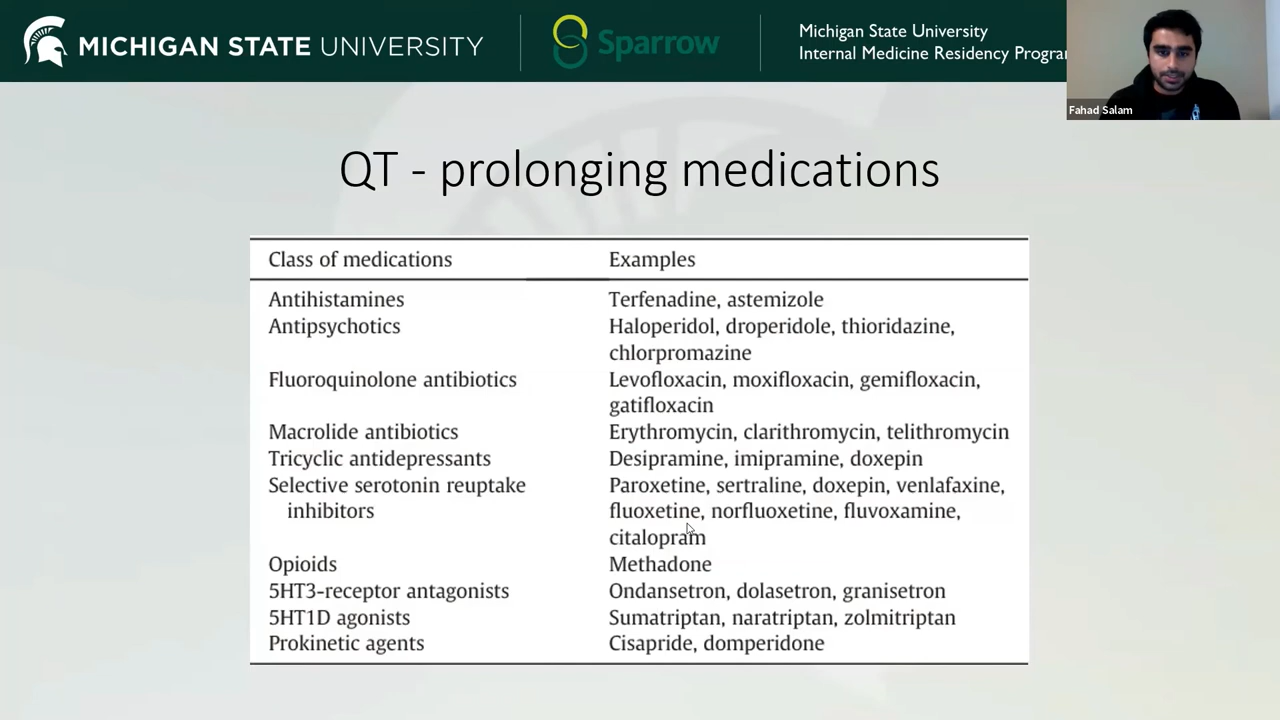 MICHIGAN STATE UNIVERSITY
Sparrow
Michigan State University
Internal Medicine Residency Progra
Fahad Salam
QT - prolonging medications
Class of medications Examples
Antihistamines Terfenadine, astemizole
Antipsychotics Haloperidol, droperidole, thioridazine,
chlorpromazine
Fluoroquinolone antibiotics Levofloxacin, moxifloxacin, gemifloxacin,
gatifloxacin
Macrolide antibiotics Erythromycin, clarithromycin, telithromycin
Tricyclic antidepressants Desipramine, imipramine, doxepin
Selective serotonin reuptake Paroxetine, sertraline, doxepin, venlafaxine,
inhibitors fluoxetine, norfluoxetine, fluvoxamine,
citalopram
Opioids Methadone
5HT3-receptor antagonists Ondansetron, dolasetron, granisetron
5HT1D agonists Sumatriptan, naratriptan, zolmitriptan
Prokinetic agents Cisapride, domperidone